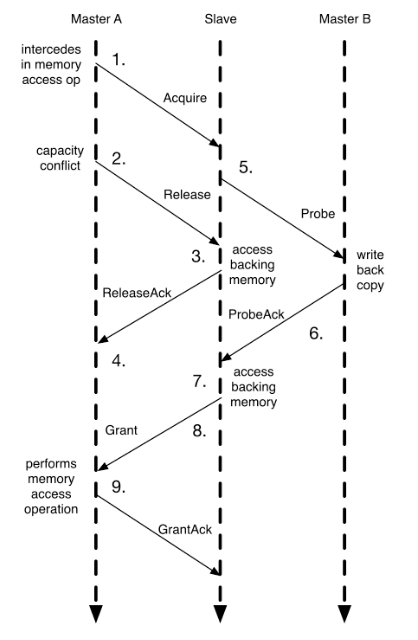 Master A
Slave
Master B
intercedes
in memory
access op
1.
Acquire
capacity
conflict
2.
5.
Release
Probe
3.
access
backing
memory
write
back
copy
ReleaseAck
ProbeAck
6.
4.
7.
access
backing
memory
Grant
8.
performs
memory
access
operation
9.
GrantAck